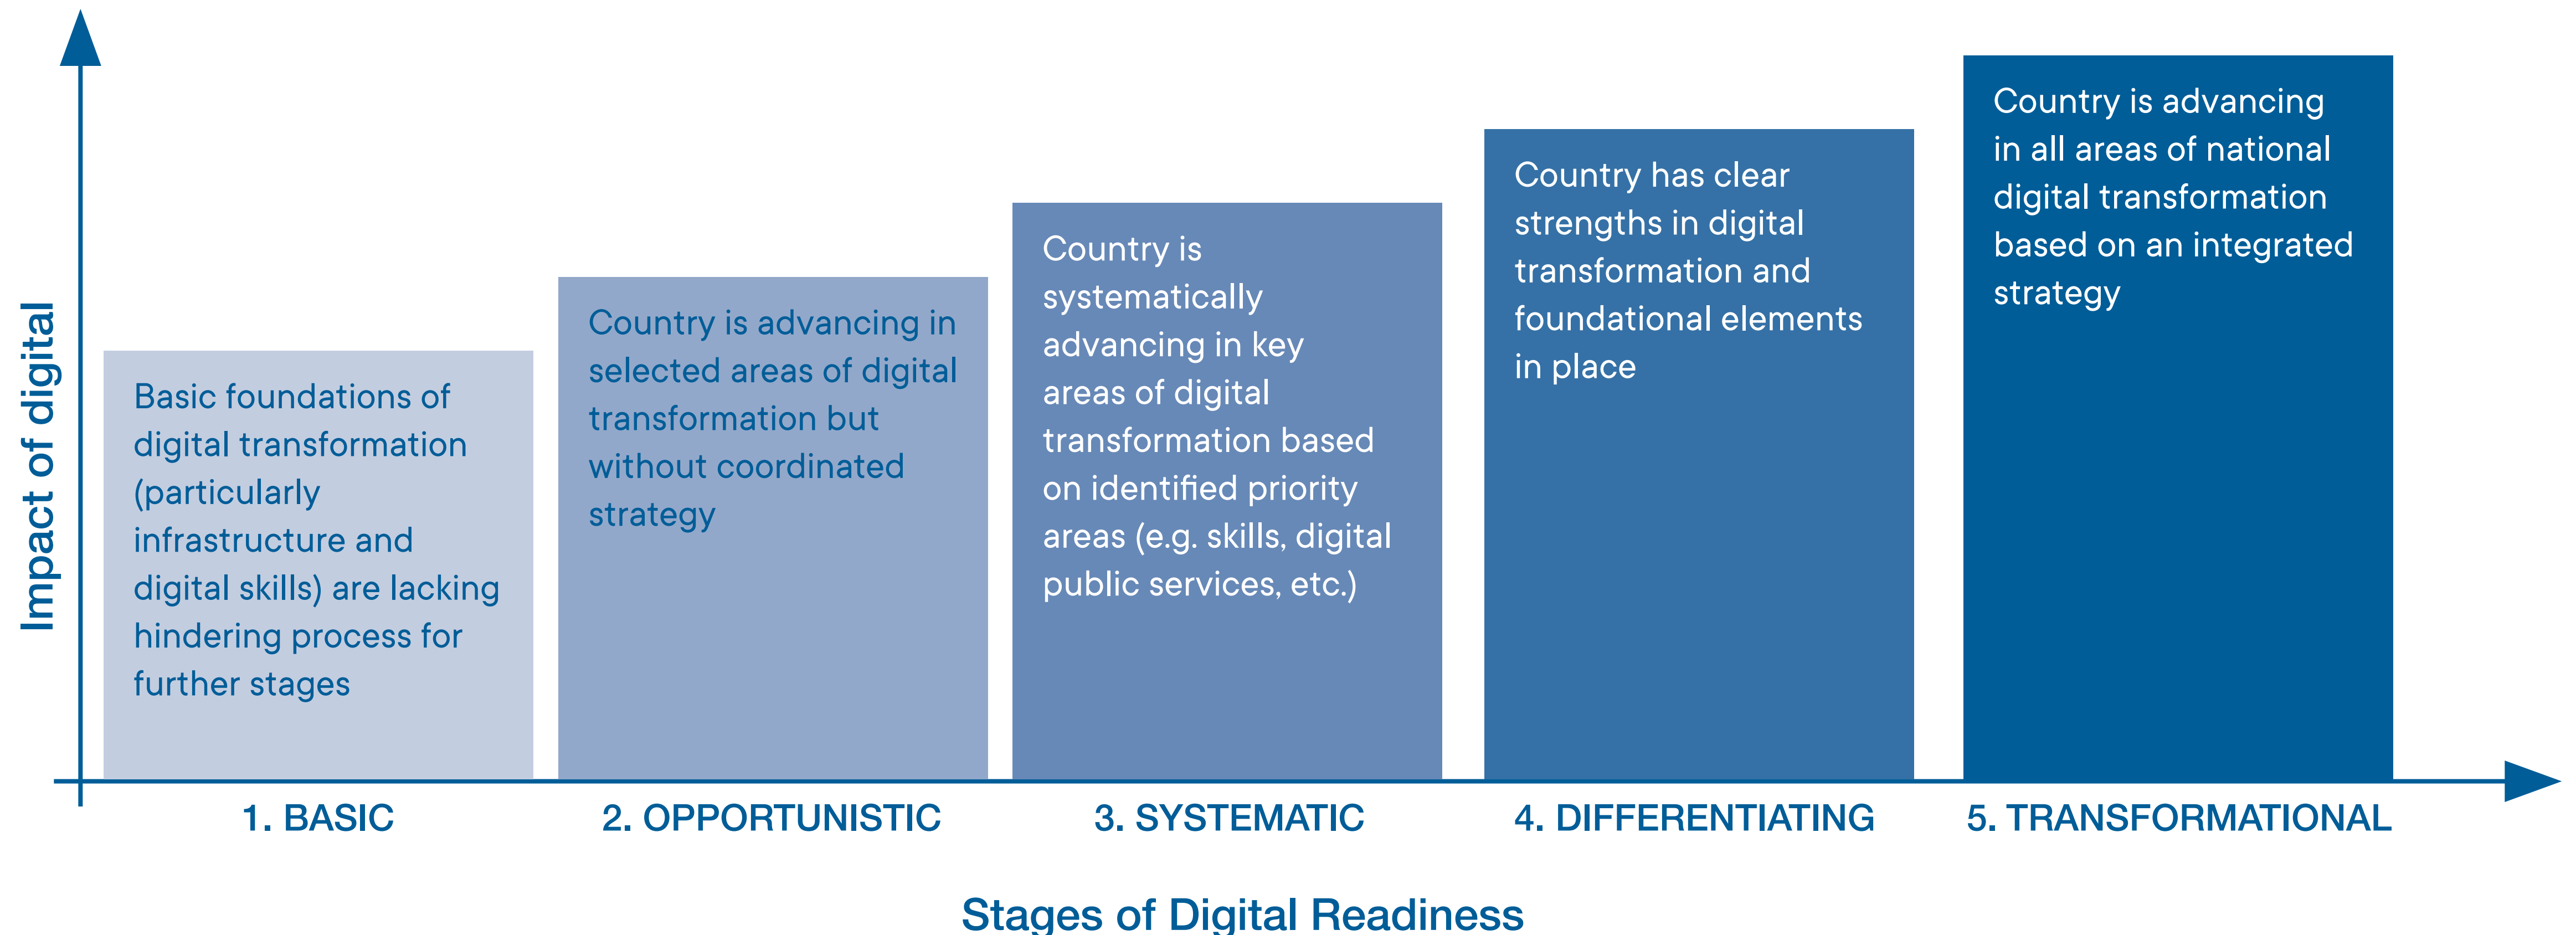 Impact of digital
Basic foundations of
digital transformation
(particularly
infrastructure and
digital skills) are lacking
hindering process for
further stages
Country is advancing in
selected areas of digital
transformation but
without coordinated
strategy
Country is
systematically
advancing in key
areas of digital
transformation based
on identified priority
areas (e.g. skills, digital
public services, etc.)
Country has clear
strengths in digital
transformation and
foundational elements
in place
Country is advancing
in all areas of national
digital transformation
based on an integrated
strategy
1. BASIC
2. OPPORTUNISTIC
3. SYSTEMATIC
4. DIFFERENTIATING
5. TRANSFORMATIONAL
Stages of Digital Readiness